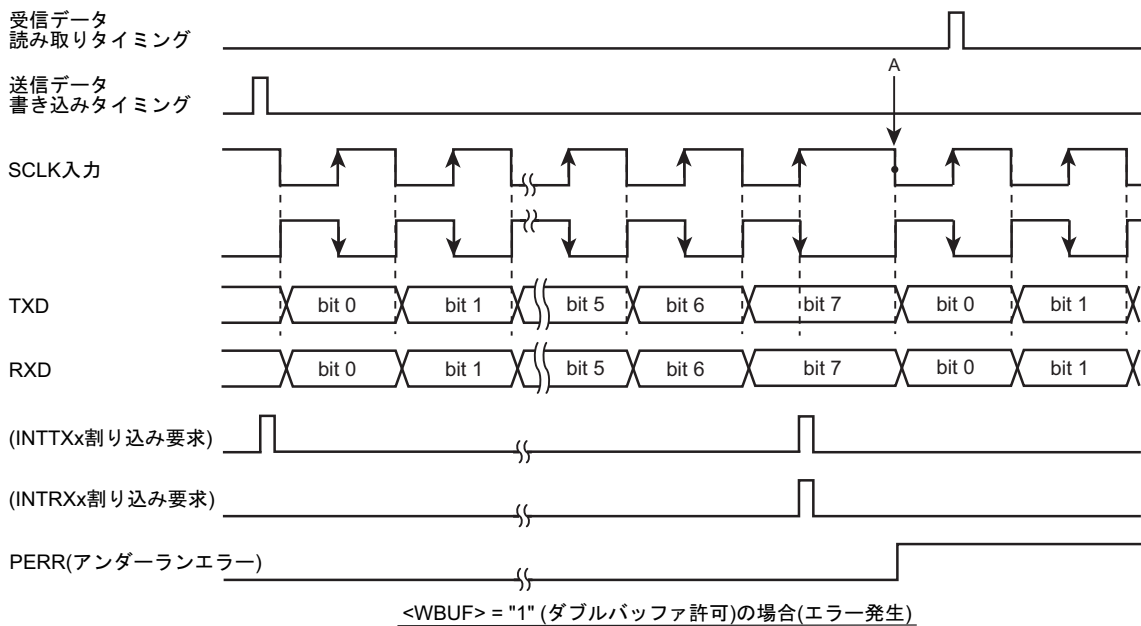 受信データ
読み取りタイミング
A
送信データ
書き込みタイミング
SCLK入力
TXD
bit 0
bit 1
bit 5
bit 6
bit 7
bit 0
bit 1
RXD
bit 0
bit 1
bit 5
bit 6
bit 7
bit 0
bit 1
(INTTXx割り込み要求)
(INTRXx割り込み要求)
PERR(アンダーランエラー)
<WBUF> = "1" (ダブルバッファ許可)の場合(エラー発生)